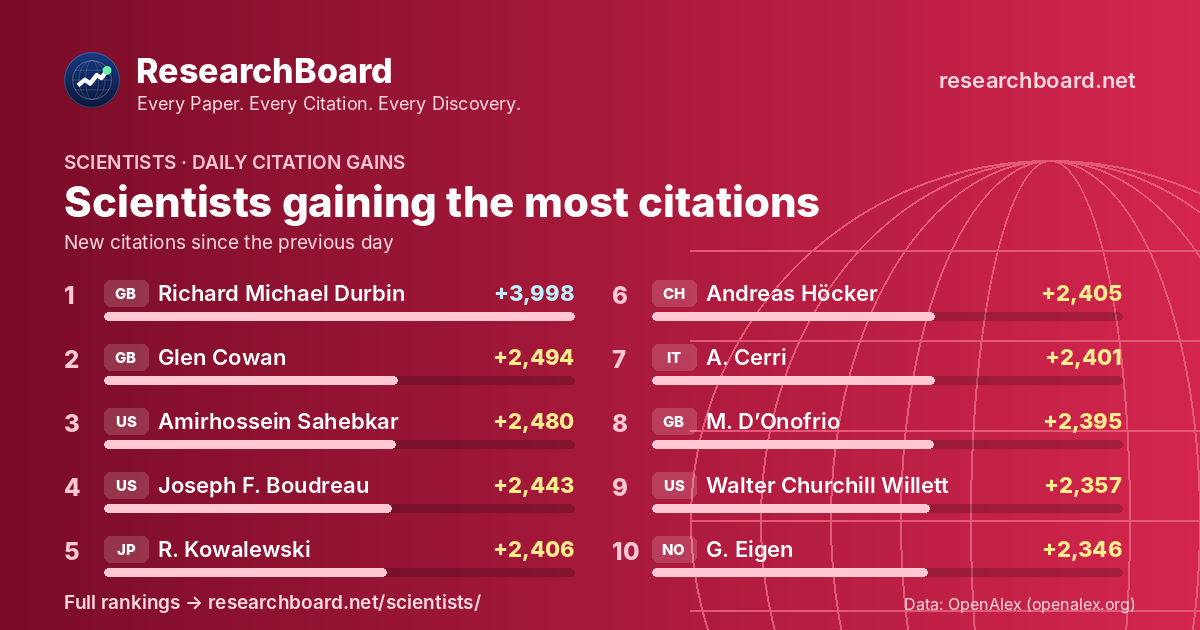 ResearchBoard
Every Paper. Every Citation. Every Discovery.
researchboard.net
SCIENTISTS · DAILY CITATION GAINS
Scientists gaining the most citations
New citations since the previous day
1 GB Richard Michael Durbin +3,998
2 GB Glen Cowan +2,494
3 US Amirhossein Sahebkar +2,480
4 US Joseph F. Boudreau +2,443
5 JP R. Kowalewski +2,406
6 CH Andreas Höcker +2,405
7 IT A. Cerri +2,401
8 GB M. D’Onofrio +2,395
9 US Walter Churchill Willett +2,357
10 NO G. Eigen +2,346
Full rankings → researchboard.net/scientists/
Data: OpenAlex (openalex.org)